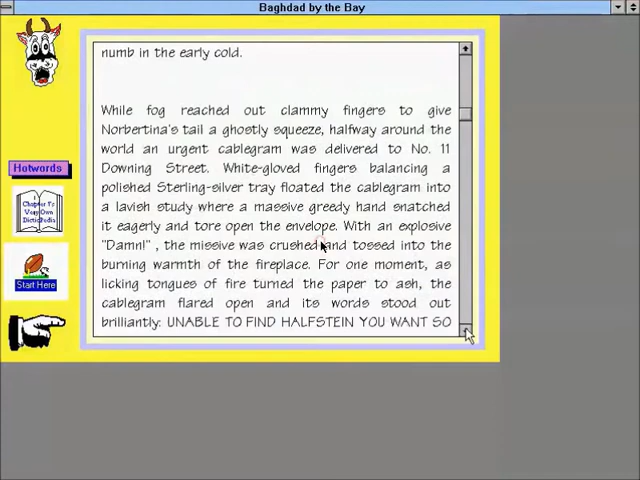 Baghdad by the Bay
numb in the early cold.
While fog reached out clammy fingers to give
Norbertina's tail a ghostly squeeze, halfway around the
world an urgent cablegram was delivered to No. 11
Downing Street. White-gloved fingers balancing a
polished Sterling-silver tray floated the cablegram into
a lavish study where a massive greedy hand snatched
it eagerly and tore open the envelope. With an explosive
"Damn!" , the missive was crushed and tossed into the
burning warmth of the fireplace. For one moment, as
licking tongues of fire turned the paper to ash, the
cablegram flared open and its words stood out
brilliantly: UNABLE TO FIND HALFSTEIN YOU WANT SO
Hotwords
Chapter 1's
Very Own
Start Here